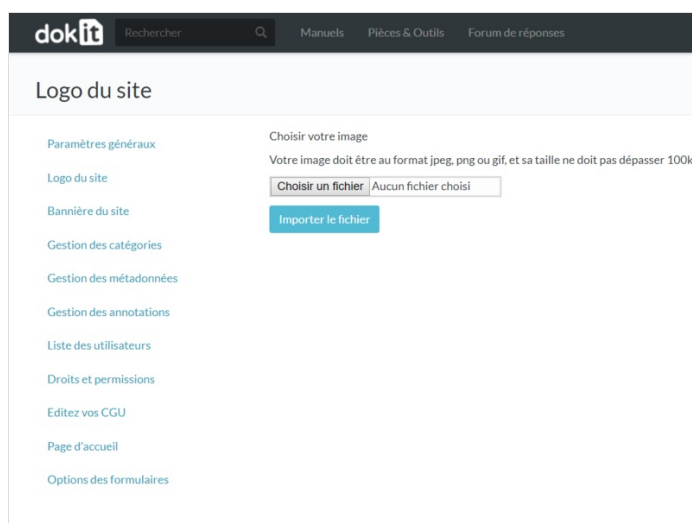 dokit
Rechercher
Manuels
Pièces & Outils
Forum de réponses
Logo du site
Paramètres généraux
Logo du site
Bannière du site
Gestion des catégories
Gestion des métadonnées
Gestion des annotations
Liste des utilisateurs
Droits et permissions
Editez vos CGU
Page d'accueil
Options des formulaires
Choisir votre image
Votre image doit être au format jpeg, png ou gif, et sa taille ne doit pas dépasser 100k
Choisir un fichier Aucun fichier choisi
Importer le fichier